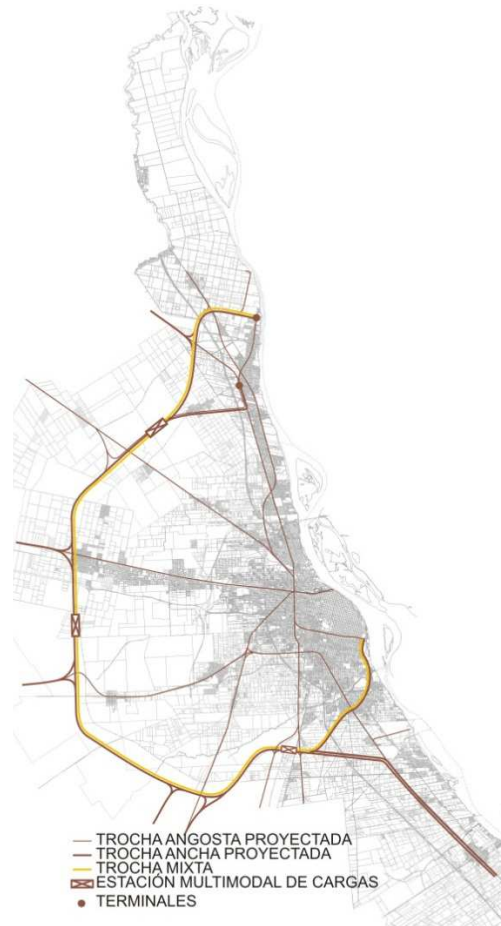 TROCHA ANGOSTA PROYECTADA
TROCHA ANCHA PROYECTADA
TROCHA MIXTA
ESTACIÓN MULTIMODAL DE CARGAS
TERMINALES